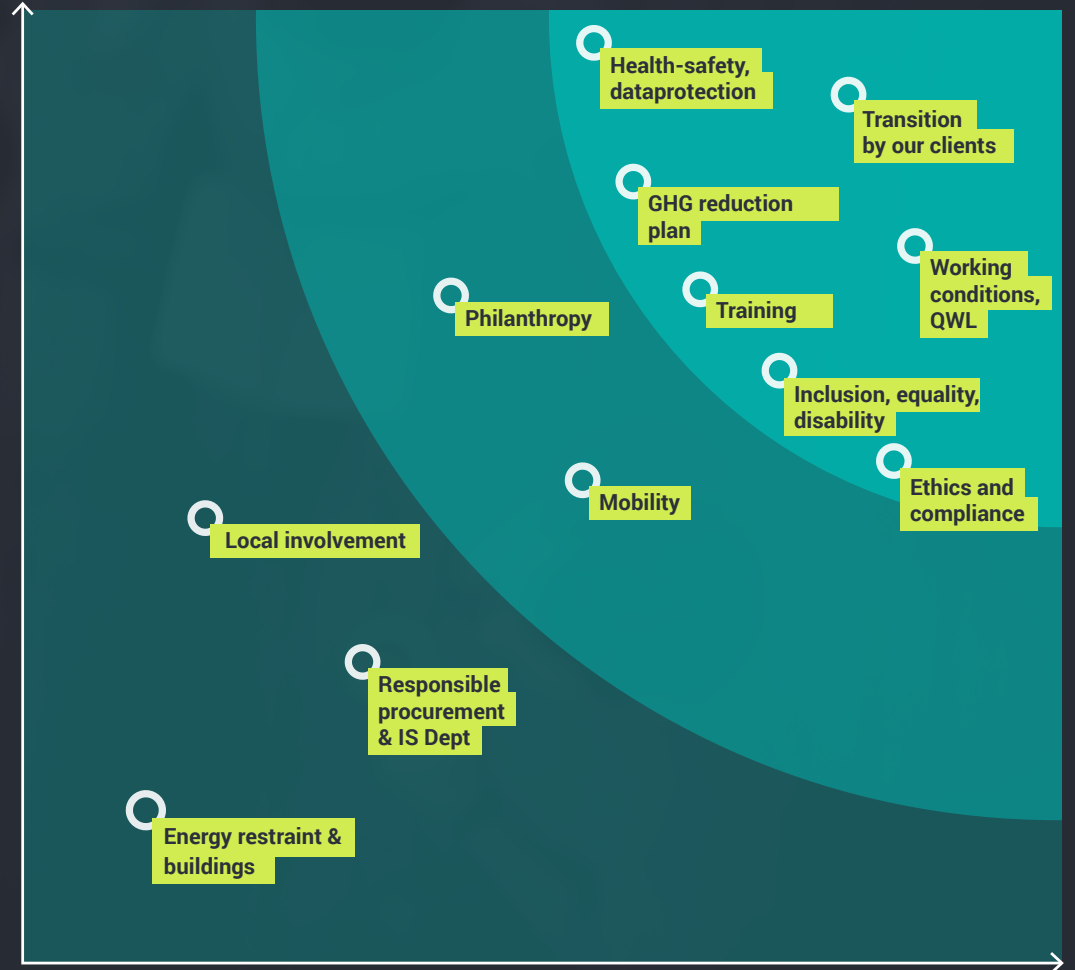 Health-safety,
dataprotection
Transition
by our clients
GHG reduction
plan
Working
conditions,
QWL
Training
Philanthropy
Inclusion, equality,
disability
Ethics and
compliance
Mobility
Local involvement
Responsible
procurement
& IS Dept
Energy restraint &
buildings